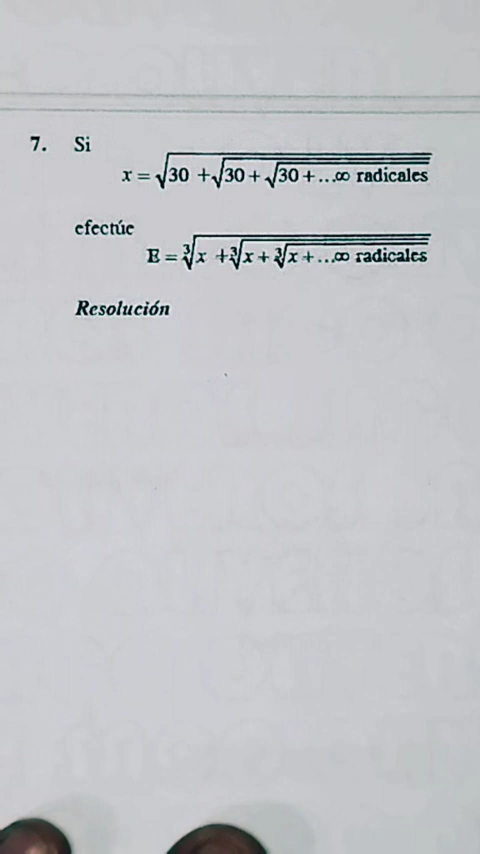 7. Si
x = √30 + √30 + √30 + ...∞ radicales
efectúe
E = ∛x + ∛x + ∛x + ...∞ radicales
Resolución